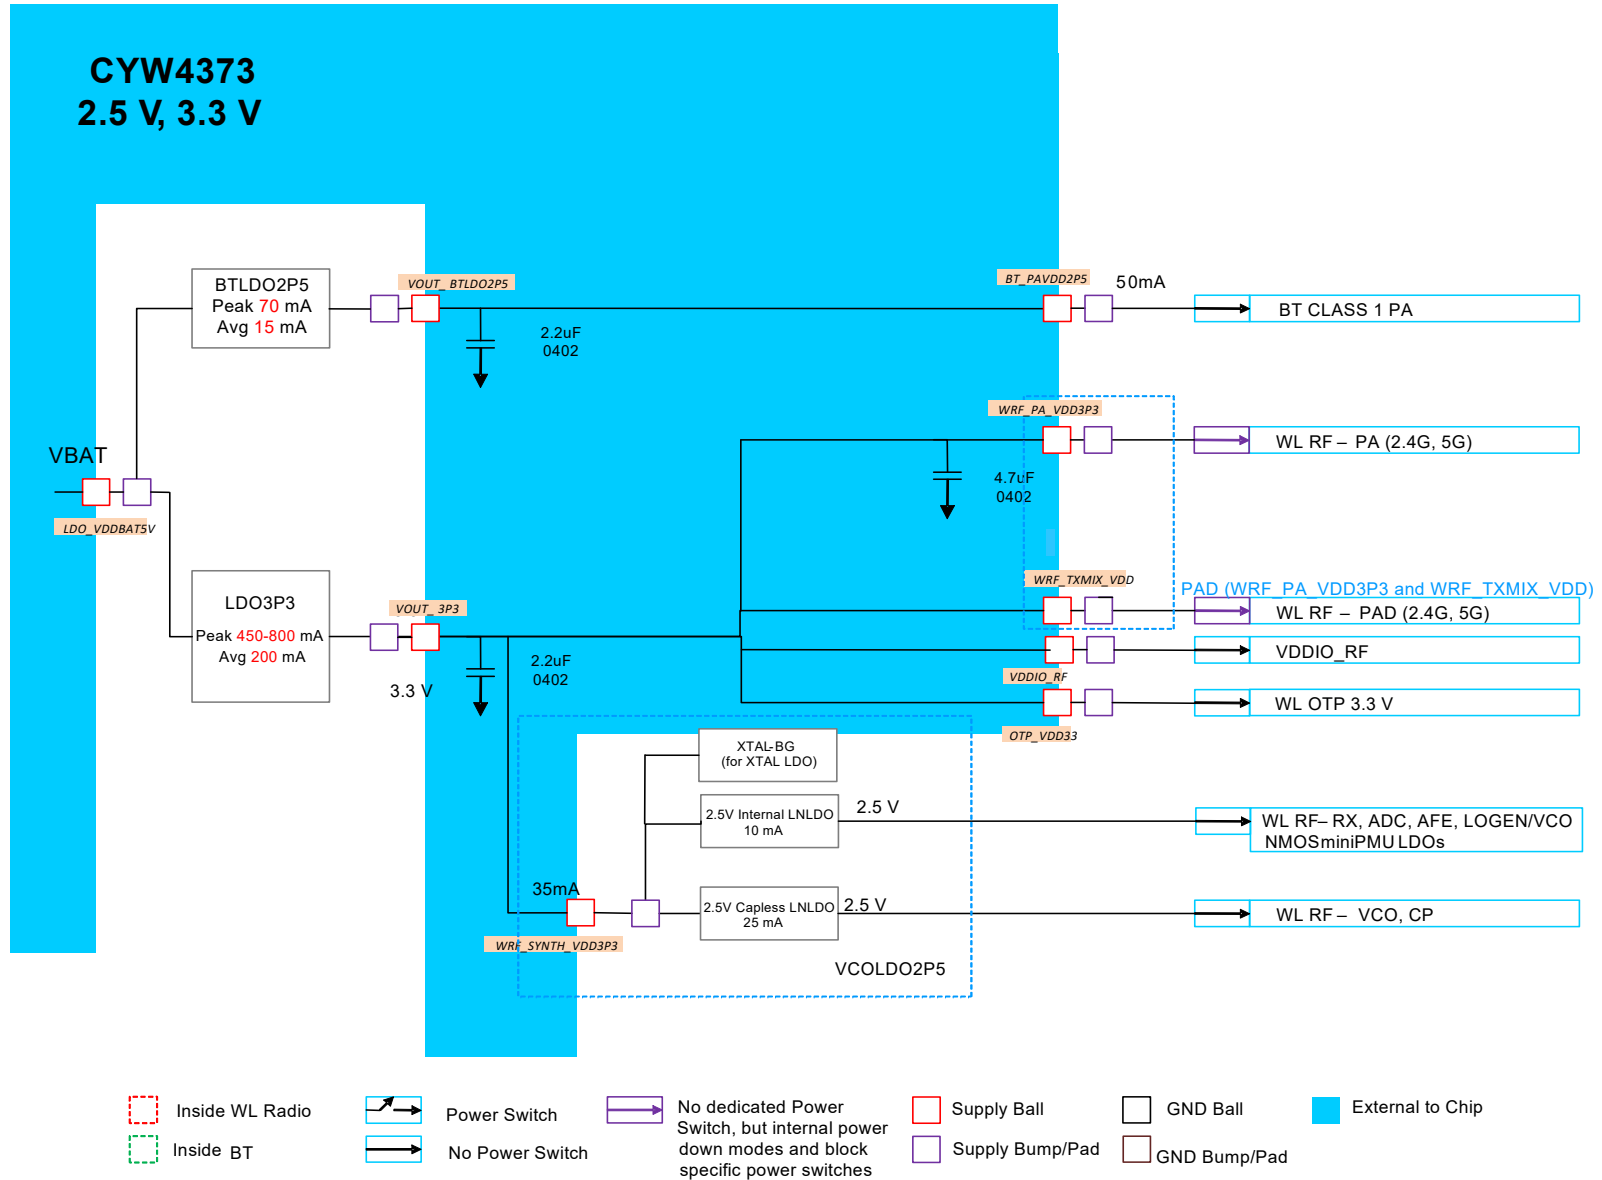 CYW4373
2.5 V, 3.3 V
BTLDO2P5
Peak 70 mA
Avg 15 mA
VOUT_ BTLDO2P5
2.2uF
0402
BT_PAVDD2P5
50mA
BT CLASS 1 PA
WRF_PA_VDD3P3
WL RF – PA (2.4G, 5G)
4.7uF
0402
VBAT
LDO_VDDBAT5V
WRF_TXMIX_VDD
PAD (WRF_PA_VDD3P3 and WRF_TXMIX_VDD)
WL RF – PAD (2.4G, 5G)
LDO3P3
Peak 450-800 mA
Avg 200 mA
VOUT_3P3
3.3 V
2.2uF
0402
VDDIO_RF
VDDIO_RF
WL OTP 3.3 V
OTP_VDD33
XTAL-BG
(for XTAL LDO)
2.5V Internal LNLDO
10 mA
2.5 V
WL RF– RX, ADC, AFE, LOGEN/VCO
NMOSminiPMU LDOs
35mA
WRF_SYNTH_VDD3P3
2.5V Capless LNLDO
25 mA
2.5 V
WL RF – VCO, CP
VCOLDO2P5
Inside WL Radio
Inside BT
Power Switch
No Power Switch
No dedicated Power
Switch, but internal power
down modes and block
specific power switches
Supply Ball
Supply Bump/Pad
GND Ball
GND Bump/Pad
External to Chip